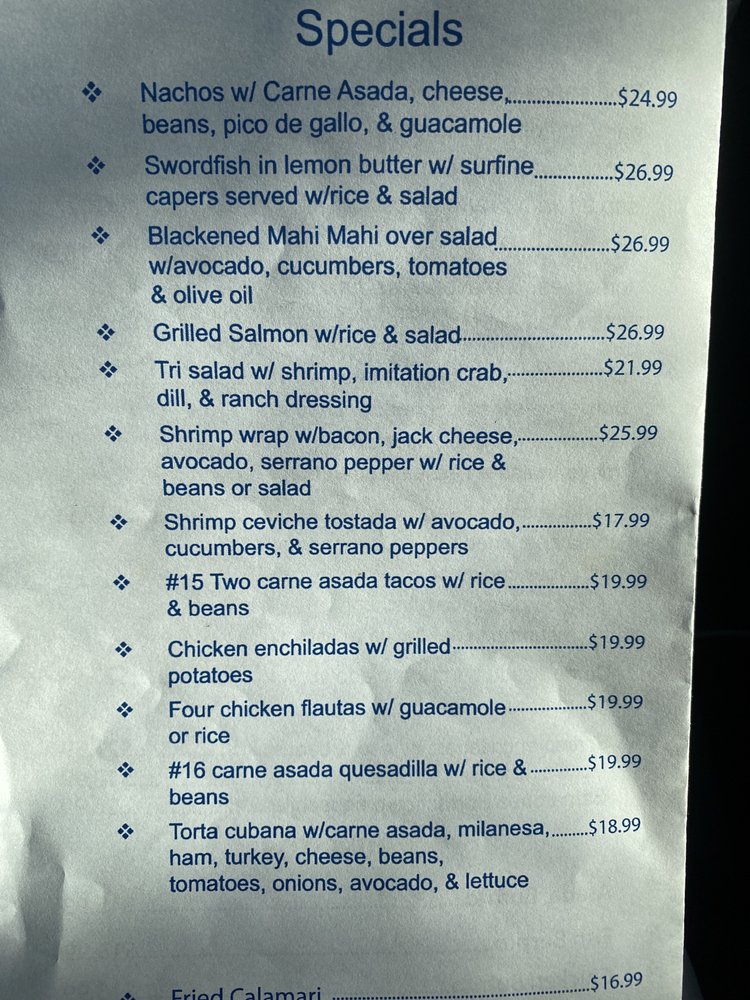 Specials
❖ Nachos w/ Carne Asada, cheese,....................$24.99
beans, pico de gallo, & guacamole
❖ Swordfish in lemon butter w/ surfine...............$26.99
capers served w/rice & salad
❖ Blackened Mahi Mahi over salad.....................$26.99
w/avocado, cucumbers, tomatoes
& olive oil
❖ Grilled Salmon w/rice & salad...........................$26.99
❖ Tri salad w/ shrimp, imitation crab,..................$21.99
dill, & ranch dressing
❖ Shrimp wrap w/bacon, jack cheese,................$25.99
avocado, serrano pepper w/ rice &
beans or salad
❖ Shrimp ceviche tostada w/ avocado,..............$17.99
cucumbers, & serrano peppers
❖ #15 Two carne asada tacos w/ rice................$19.99
& beans
❖ Chicken enchiladas w/ grilled..........................$19.99
potatoes
❖ Four chicken flautas w/ guacamole...............$19.99
or rice
❖ #16 carne asada quesadilla w/ rice & ............$19.99
beans
❖ Torta cubana w/carne asada, milanesa,........$18.99
ham, turkey, cheese, beans,
tomatoes, onions, avocado, & lettuce
❖ Fried Calamari ..................................................$16.99